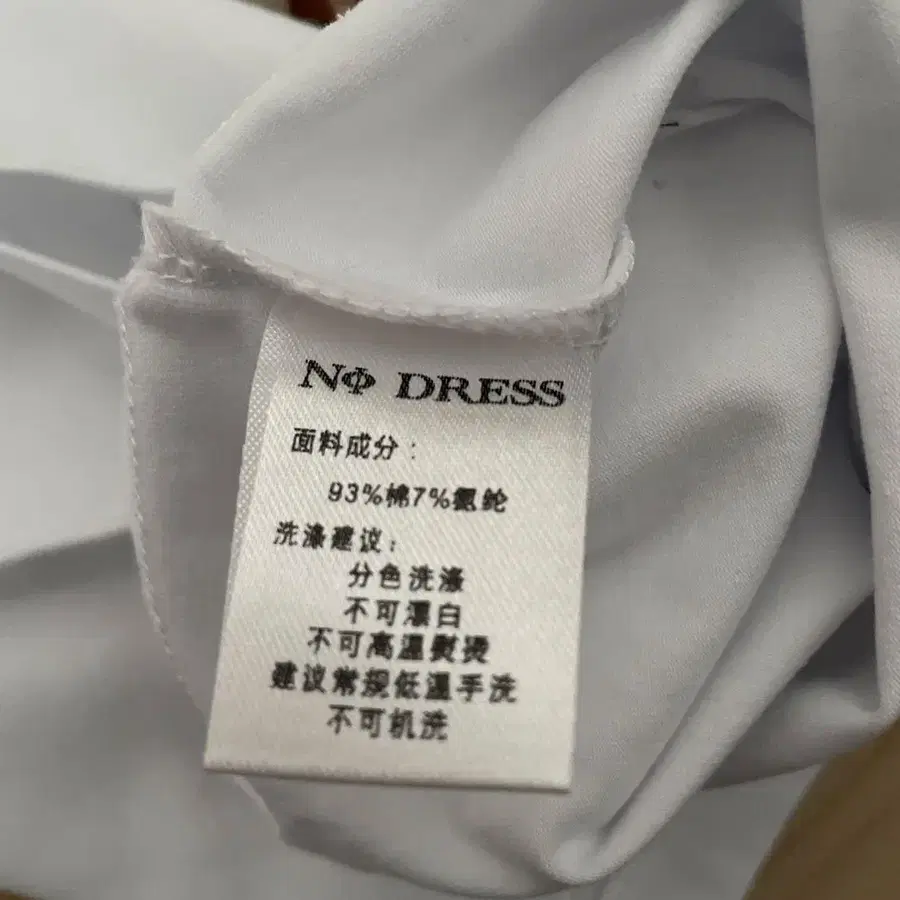 NΦ DRESS
面料成分：
93%棉7%氨纶
洗涤建议：
分色洗涤
不可漂白
不可高温熨烫
建议常规低温手洗
不可机洗